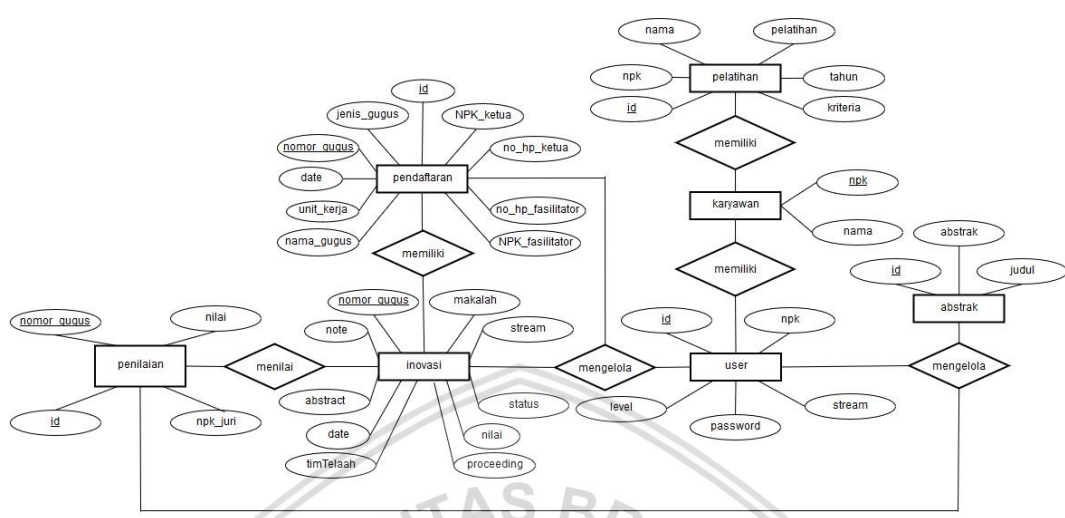 nama
pelatihan
npk
pelatihan
tahun
id
kriteria
memiliki
id
jenis_gugus
NPK_ketua
nomor_gugus
no_hp_ketua
date
pendaftaran
unit_kerja
no_hp_fasilitator
nama_gugus
NPK_fasilitator
memiliki
karyawan
npk
nama
memiliki
abstrak
id
judul
abstrak
mengelola
nomor_gugus
makalah
note
stream
inovasi
abstract
status
date
nilai
timTelaah
proceeding
nomor_gugus
nilai
penilaian
menilai
id
npk_juri
mengelola
id
npk
user
level
stream
password
ITAS BR